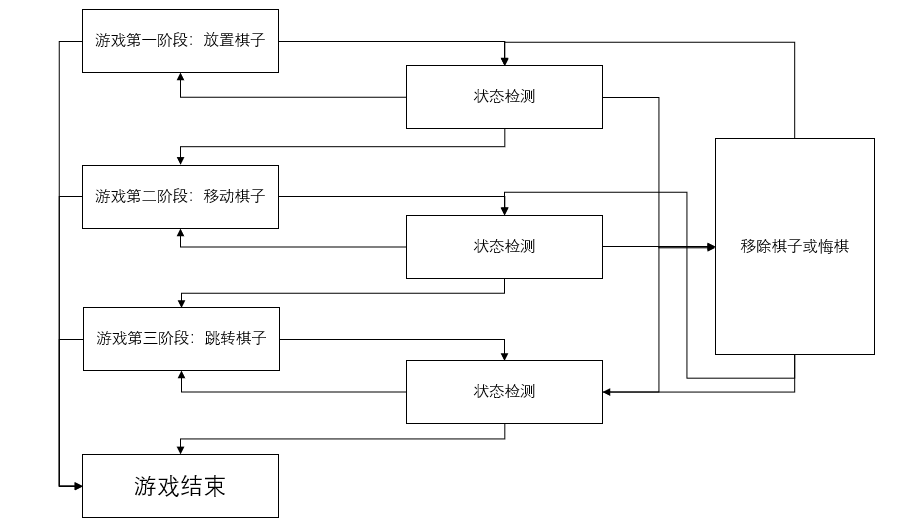 游戏第一阶段：放置棋子
状态检测
游戏第二阶段：移动棋子
状态检测
移除棋子或悔棋
游戏第三阶段：跳转棋子
状态检测
游戏结束